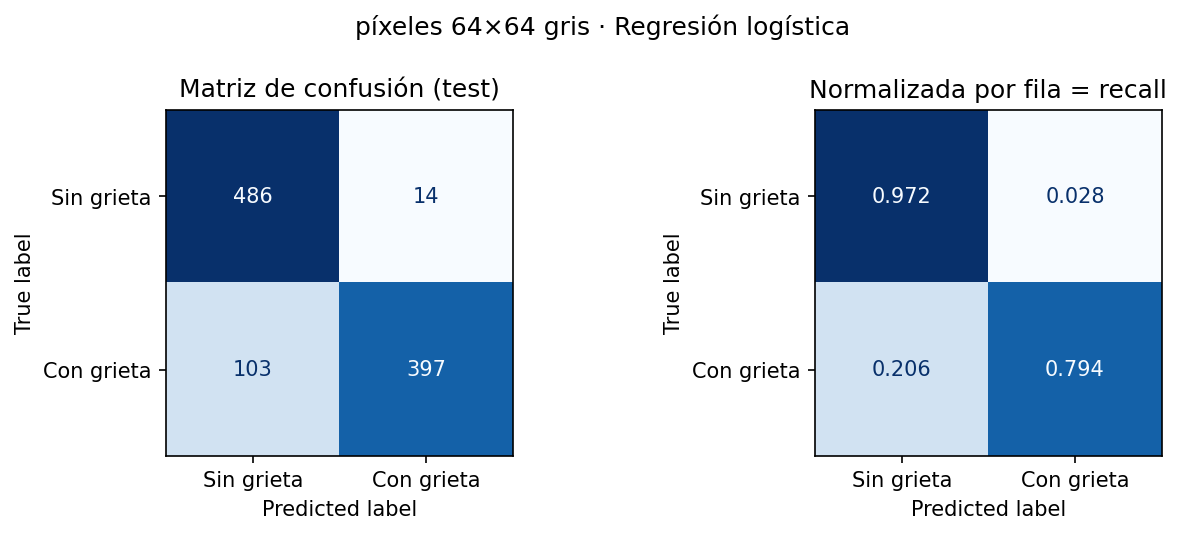 píxeles 64×64 gris · Regresión logística
Matriz de confusión (test)
True label
Sin grieta
486
14
Con grieta
103
397
Sin grieta
Con grieta
Predicted label
Normalizada por fila = recall
True label
Sin grieta
0.972
0.028
Con grieta
0.206
0.794
Sin grieta
Con grieta
Predicted label